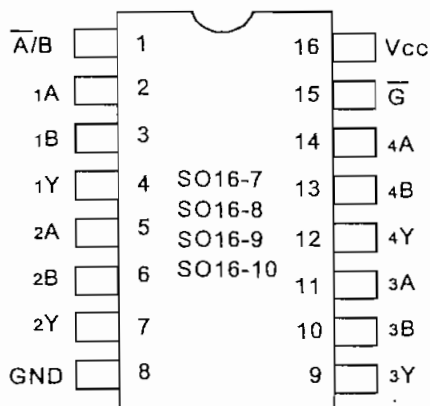 A̅/B 1 16 Vcc
1A 2 15 G̅
1B 3 14 4A
1Y 4 SO16-7 13 4B
2A 5 SO16-8 12 4Y
2B 6 SO16-9 11 3A
SO16-10
2Y 7 10 3B
GND 8 9 3Y